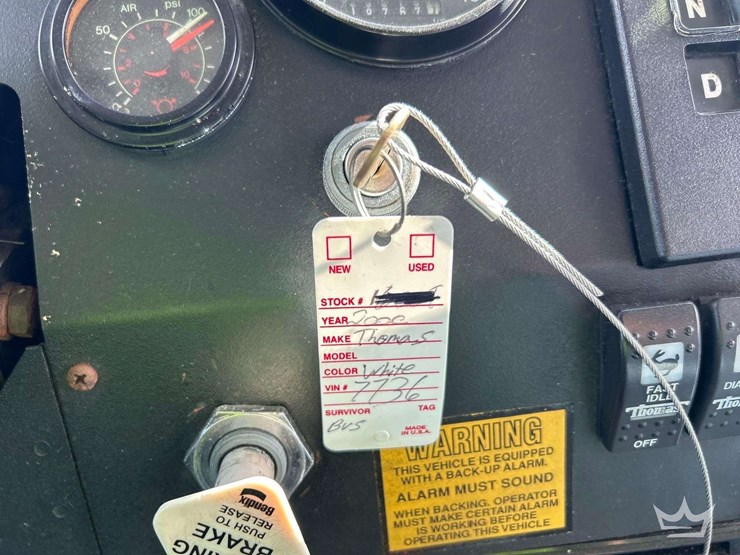 AIR
psi
50
100
N
D
NEW
USED
STOCK #
YEAR 2000
MAKE Thomas
MODEL
COLOR White
VIN # 7736
SURVIVOR TAG
BUS
MADE
IN U.S.A.
WARNING
THIS VEHICLE IS EQUIPPED
WITH A BACK-UP ALARM.
ALARM MUST SOUND
WHEN BACKING. OPERATOR
MUST MAKE CERTAIN ALARM
IS WORKING BEFORE
OPERATING THIS VEHICLE
FAST
IDLE
Thomas
OFF
Bendix
PUSH TO
RELEASE
BRAKE